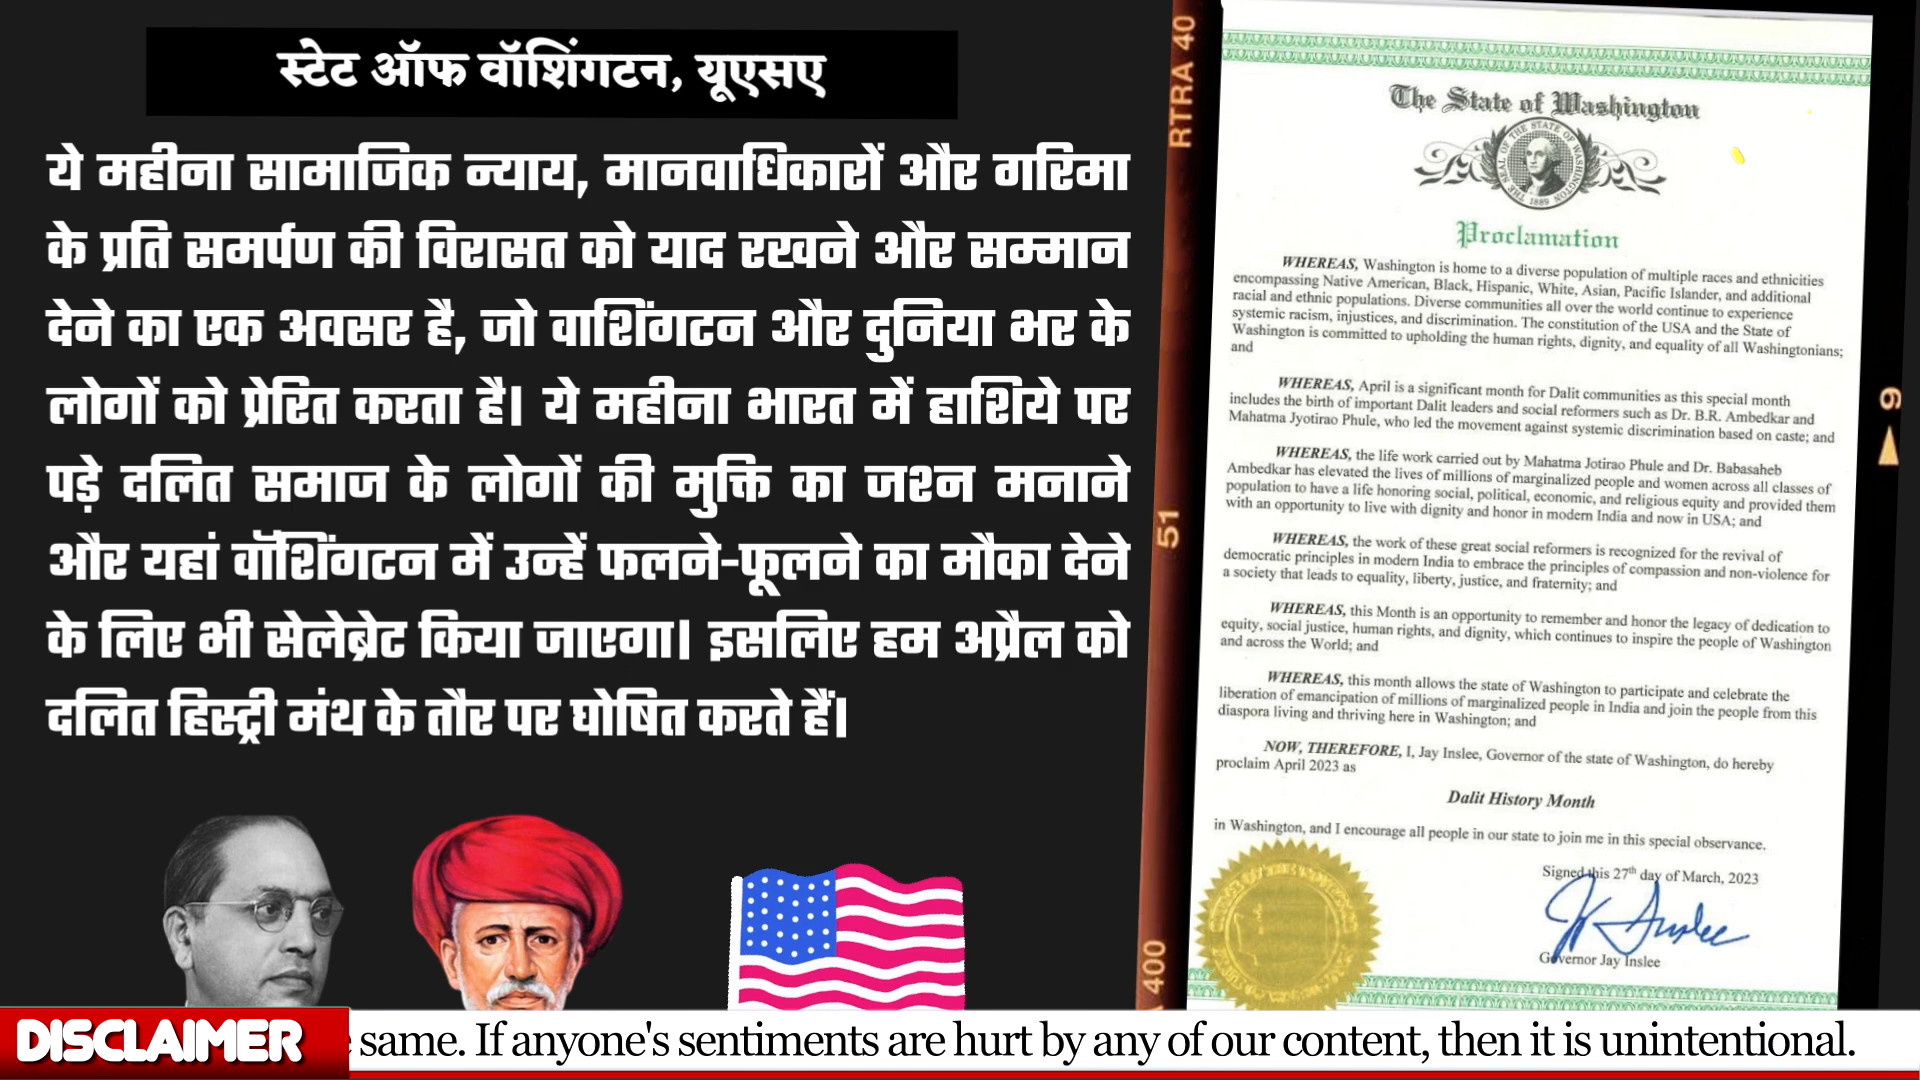 स्टेट ऑफ वॉशिंगटन, यूएसए
ये महीना सामाजिक न्याय, मानवाधिकारों और गरिमा
के प्रति समर्पण की विरासत को याद रखने और सम्मान
देने का एक अवसर है, जो वाशिंगटन और दुनिया भर के
लोगों को प्रेरित करता है। ये महीना भारत में हाशिये पर
पड़े दलित समाज के लोगों की मुक्ति का जश्न मनाने
और यहां वॉशिंगटन में उन्हें फलने-फूलने का मौका देने
के लिए भी सेलेब्रेट किया जाएगा। इसलिए हम अप्रैल को
दलित हिस्ट्री मंथ के तौर पर घोषित करते हैं।
RTRA 40
51
400
9
The State of Washington
THE SEAL OF THE STATE OF WASHINGTON
1889
Proclamation
WHEREAS, Washington is home to a diverse population of multiple races and ethnicities
encompassing Native American, Black, Hispanic, White, Asian, Pacific Islander, and additional
racial and ethnic populations. Diverse communities all over the world continue to experience
systemic racism, injustices, and discrimination. The constitution of the USA and the State of
Washington is committed to upholding the human rights, dignity, and equality of all Washingtonians;
and
WHEREAS, April is a significant month for Dalit communities as this special month
includes the birth of important Dalit leaders and social reformers such as Dr. B.R. Ambedkar and
Mahatma Jyotirao Phule, who led the movement against systemic discrimination based on caste; and
WHEREAS, the life work carried out by Mahatma Jotirao Phule and Dr. Babasaheb
Ambedkar has elevated the lives of millions of marginalized people and women across all classes of
population to have a life honoring social, political, economic, and religious equity and provided them
with an opportunity to live with dignity and honor in modern India and now in USA; and
WHEREAS, the work of these great social reformers is recognized for the revival of
democratic principles in modern India to embrace the principles of compassion and non-violence for
a society that leads to equality, liberty, justice, and fraternity; and
WHEREAS, this Month is an opportunity to remember and honor the legacy of dedication to
equity, social justice, human rights, and dignity, which continues to inspire the people of Washington
and across the World; and
WHEREAS, this month allows the state of Washington to participate and celebrate the
liberation of emancipation of millions of marginalized people in India and join the people from this
diaspora living and thriving here in Washington; and
NOW, THEREFORE, I, Jay Inslee, Governor of the state of Washington, do hereby
proclaim April 2023 as
Dalit History Month
in Washington, and I encourage all people in our state to join me in this special observance.
Signed this 27th day of March, 2023
Jay Inslee
Governor Jay Inslee
DISCLAIMER
same. If anyone's sentiments are hurt by any of our content, then it is unintentional.